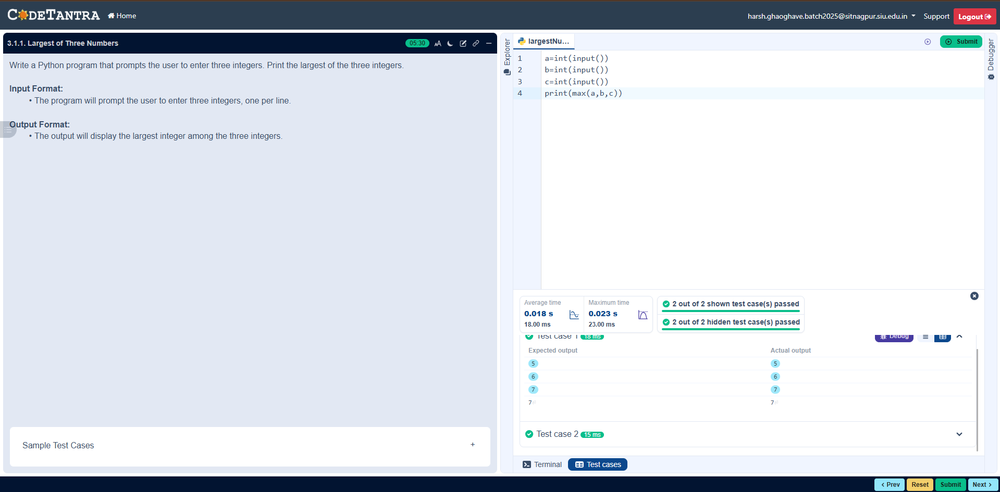 CODETANTRA
Home
harsh.ghaoghave.batch2025@sitnagpur.siu.edu.in
Support
Logout
3.1.1. Largest of Three Numbers
05:30
AA
Write a Python program that prompts the user to enter three integers. Print the largest of the three integers.
Input Format:
• The program will prompt the user to enter three integers, one per line.
Output Format:
• The output will display the largest integer among the three integers.
Sample Test Cases
+
Explorer
largestNu...
Submit
Debugger
1 a=int(input())
2 b=int(input())
3 c=int(input())
4 print(max(a,b,c))
Average time
0.018 s
18.00 ms
Maximum time
0.023 s
23.00 ms
2 out of 2 shown test case(s) passed
2 out of 2 hidden test case(s) passed
Test case 1 18 ms
Debug
Expected output Actual output
5 5
6 6
7 7
7 7
Test case 2 15 ms
Terminal
Test cases
< Prev
Reset
Submit
Next >